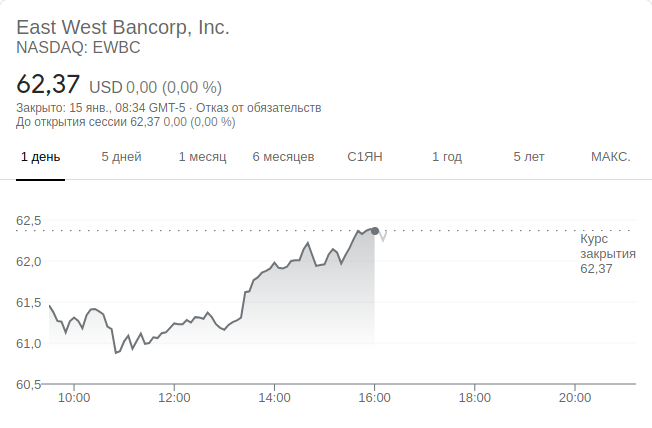 East West Bancorp, Inc.
NASDAQ: EWBC
62,37 USD 0,00 (0,00 %)
Закрыто: 15 янв., 08:34 GMT-5 · Отказ от обязательств
До открытия сессии 62,37 0,00 (0,00 %)
1 день 5 дней 1 месяц 6 месяцев С1ЯН 1 год 5 лет МАКС.
62,5
Курс
закрытия
62,37
62,0
61,5
61,0
60,5
10:00 12:00 14:00 16:00 18:00 20:00